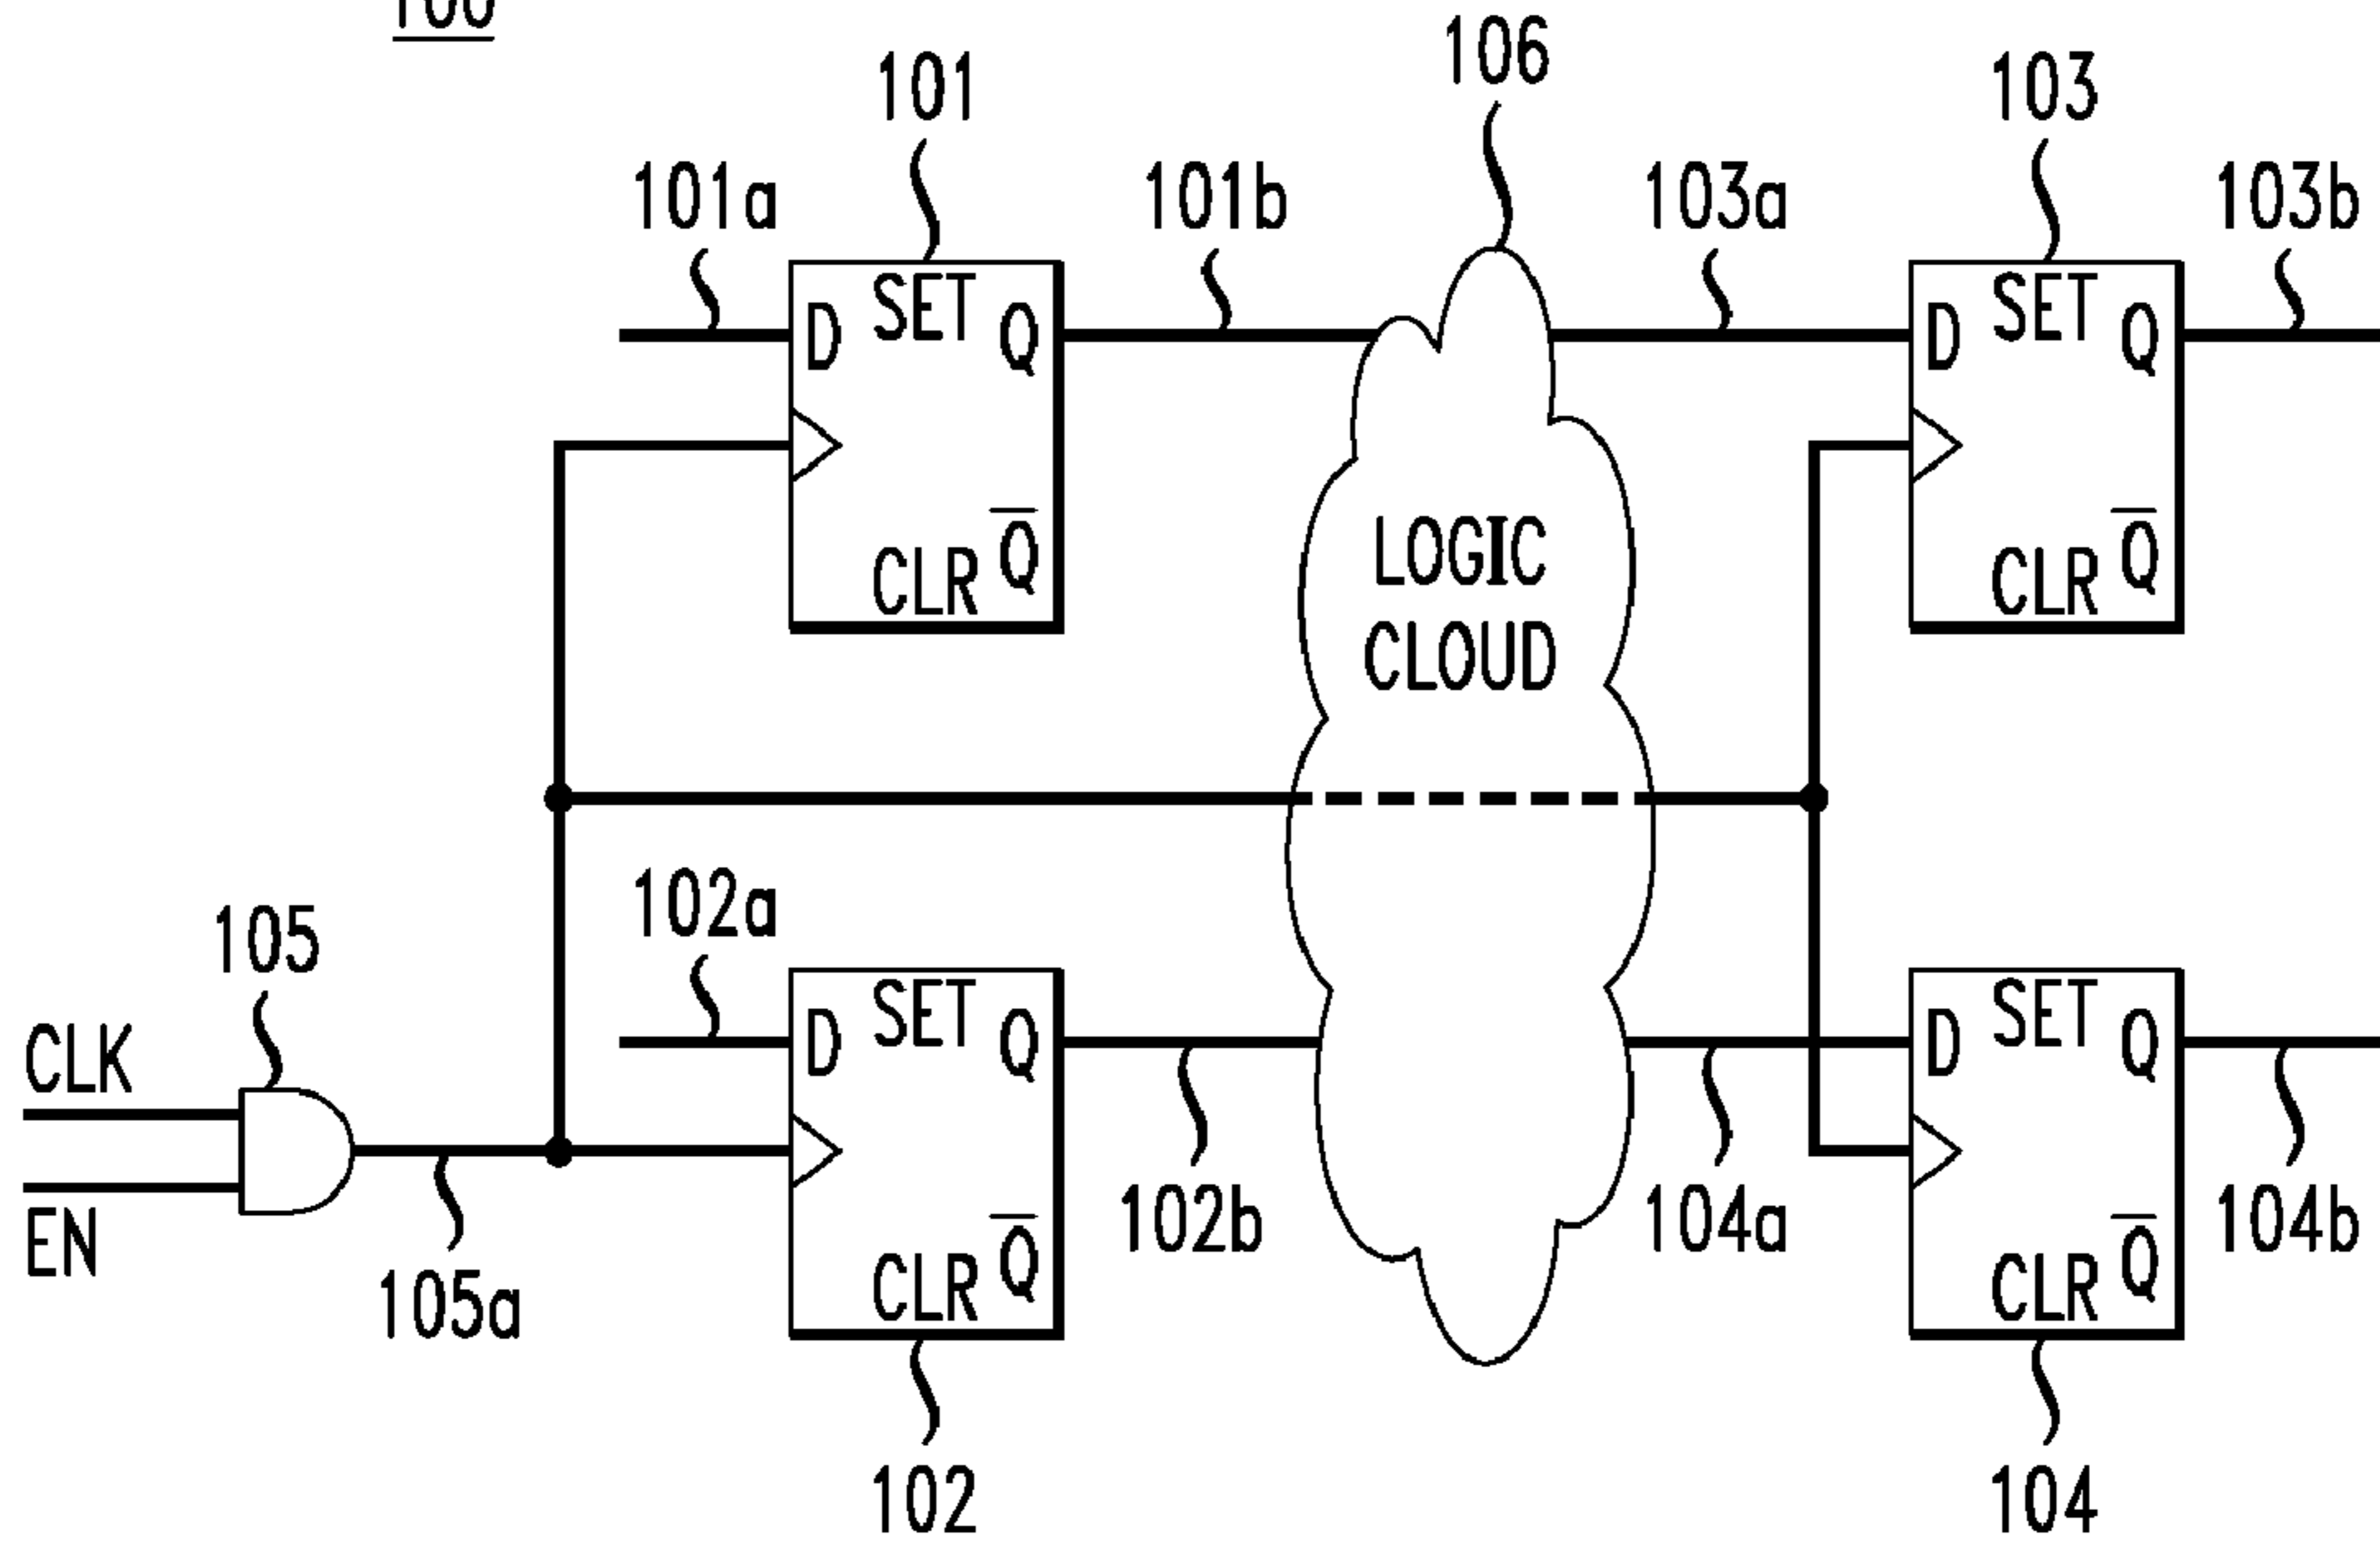 100
106
101
103
101a
101b
103a
103b
D SET Q
CLR Q̅
D SET Q
CLR Q̅
LOGIC
CLOUD
105
102a
CLK
EN
105a
D SET Q
CLR Q̅
102b
104a
D SET Q
CLR Q̅
104b
102
104